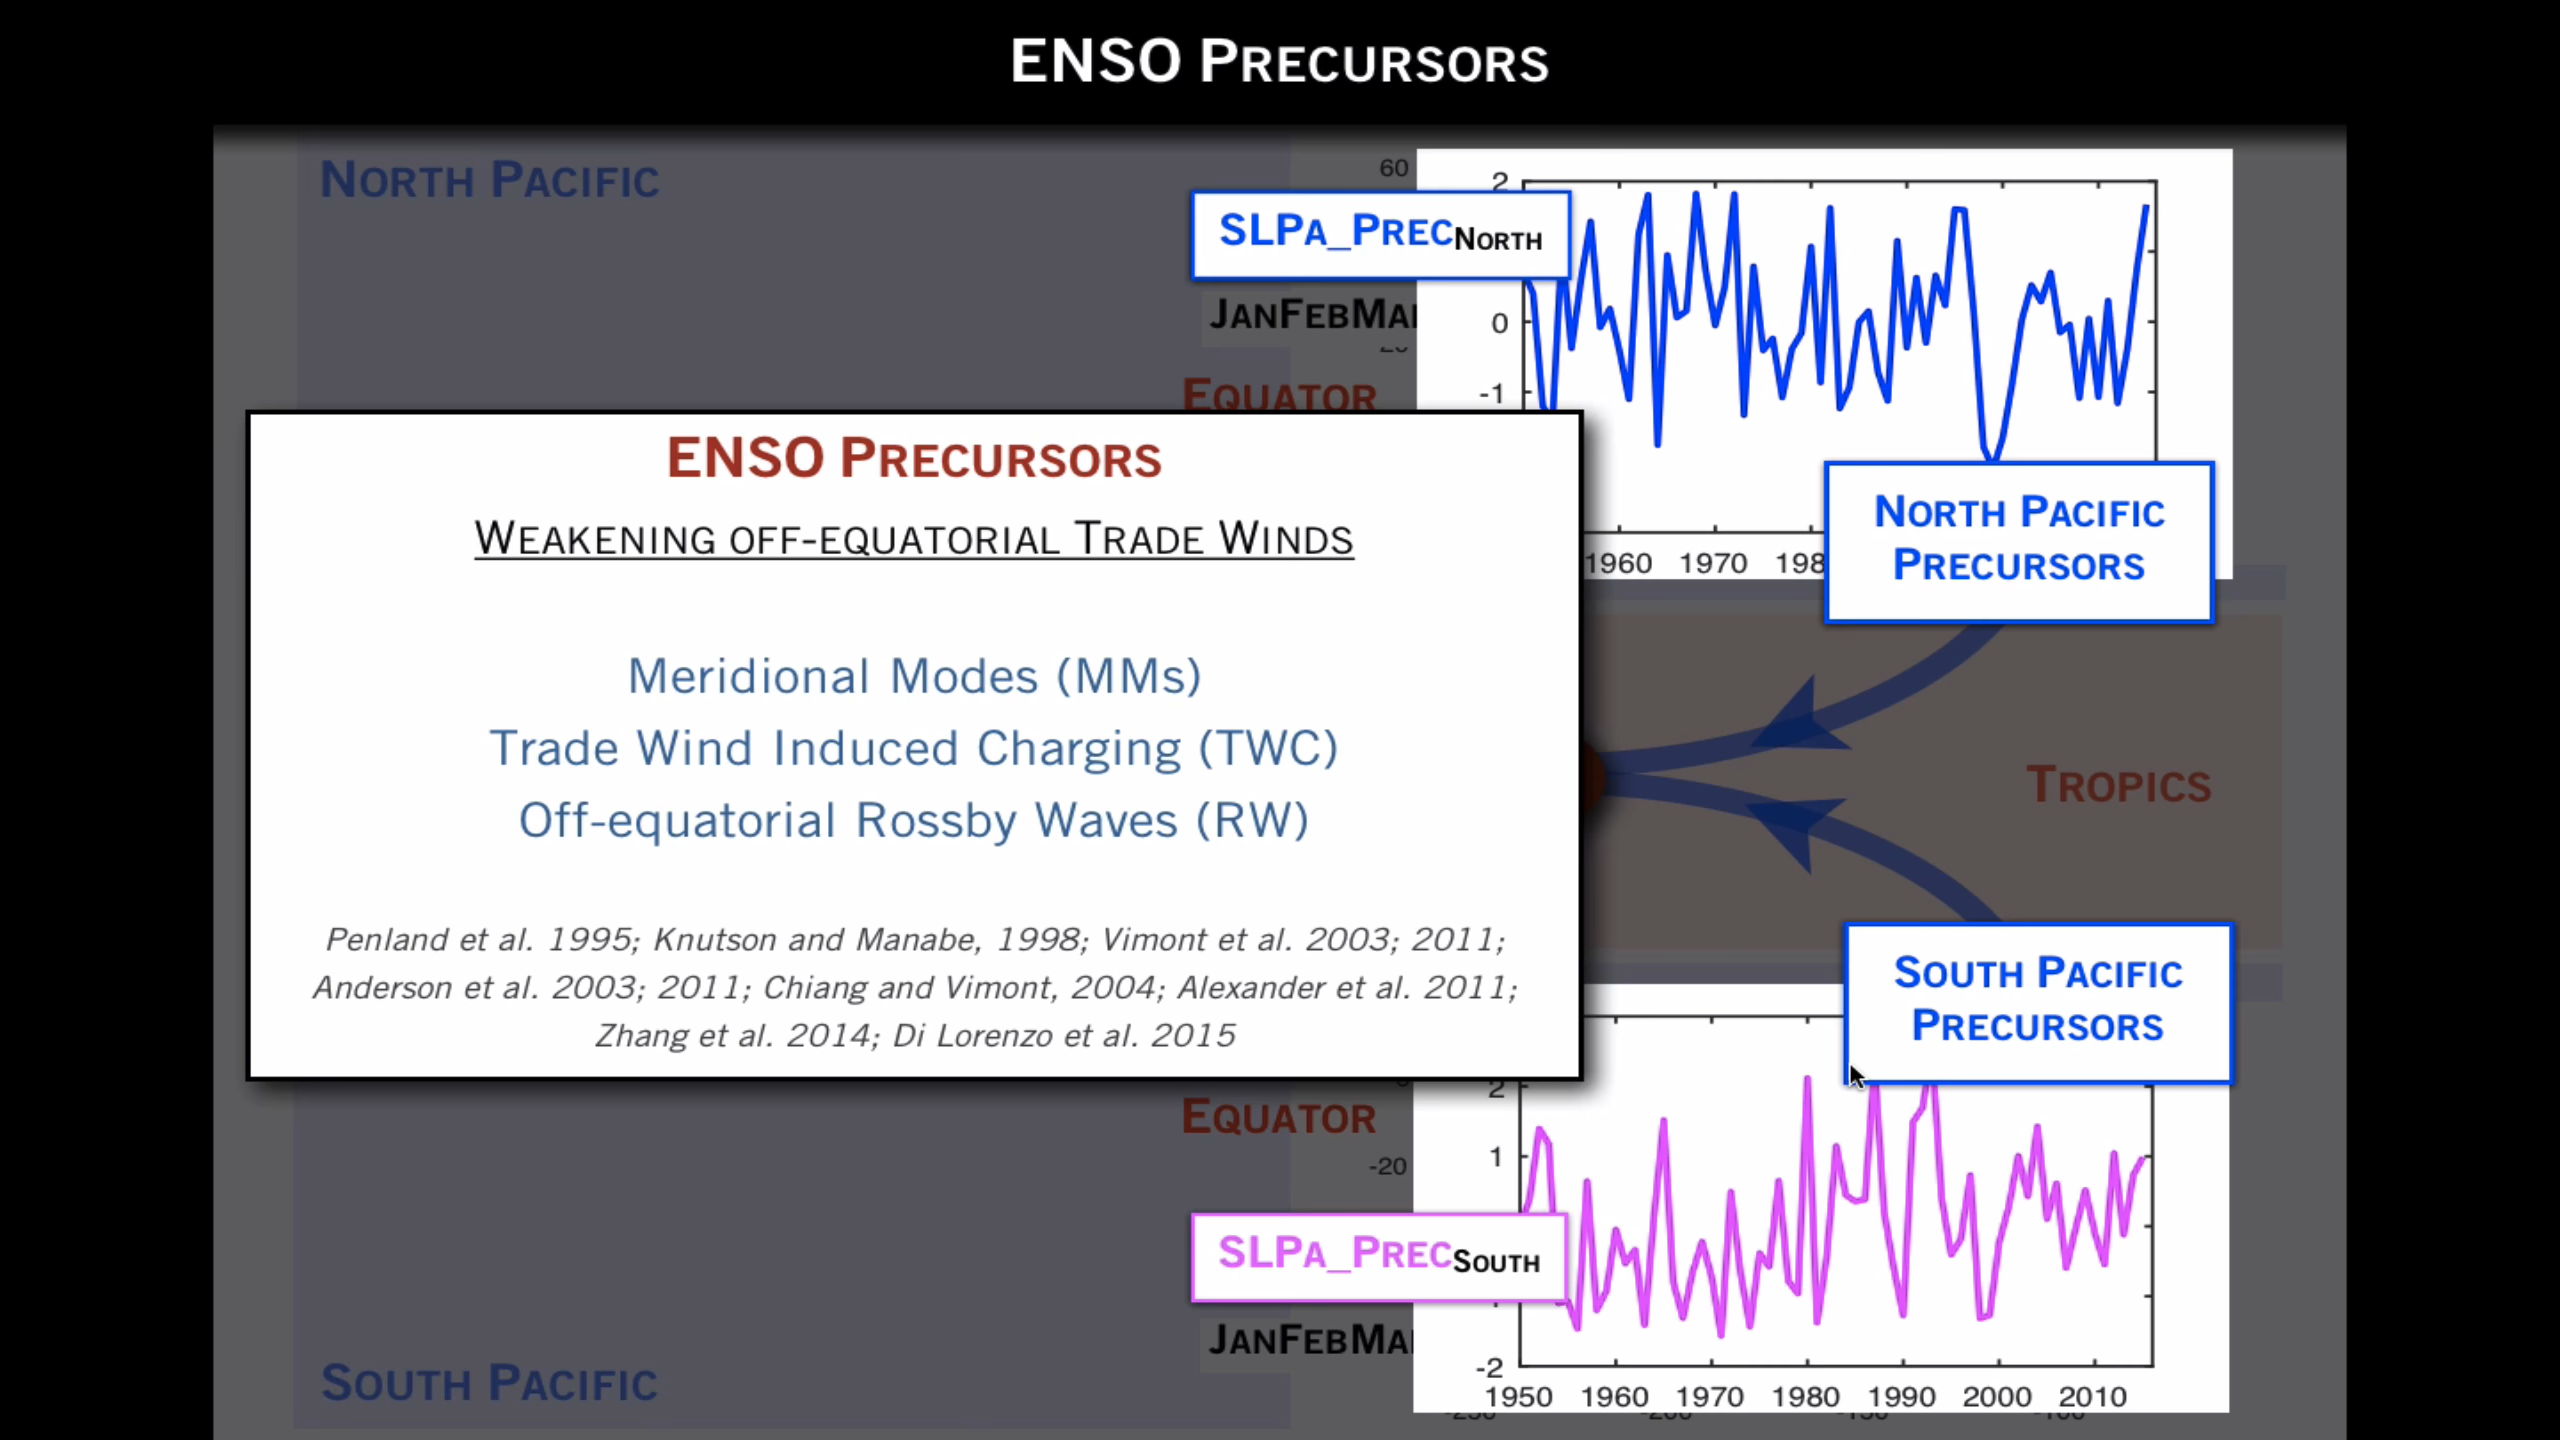 ENSO PRECURSORS
NORTH PACIFIC
60
2
SLPA_PRECNORTH
JANFEBMA
0
EQUATOR
-1
ENSO PRECURSORS
WEAKENING OFF-EQUATORIAL TRADE WINDS
Meridional Modes (MMs)
Trade Wind Induced Charging (TWC)
Off-equatorial Rossby Waves (RW)
Penland et al. 1995; Knutson and Manabe, 1998; Vimont et al. 2003; 2011;
Anderson et al. 2003; 2011; Chiang and Vimont, 2004; Alexander et al. 2011;
Zhang et al. 2014; Di Lorenzo et al. 2015
1960 1970 198
NORTH PACIFIC
PRECURSORS
TROPICS
SOUTH PACIFIC
PRECURSORS
2
EQUATOR
1
-20
SLPA_PRECSOUTH
JANFEBMA
-2
1950 1960 1970 1980 1990 2000 2010
SOUTH PACIFIC